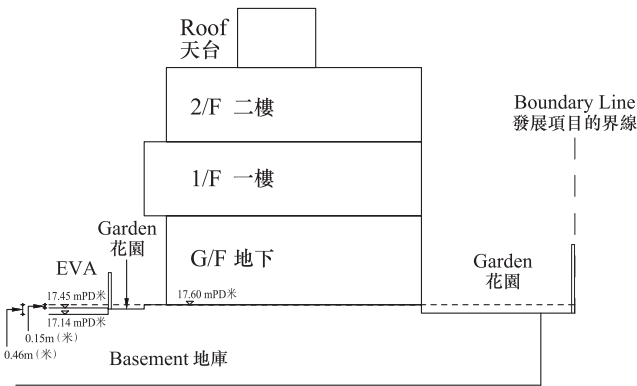 Roof
天台
2/F 二樓
Boundary Line
發展項目的界線
1/F 一樓
Garden
花園
G/F 地下
EVA
Garden
花園
17.45 mPD米
17.60 mPD米
17.14 mPD米
0.15m (米)
0.46m (米)
Basement 地庫